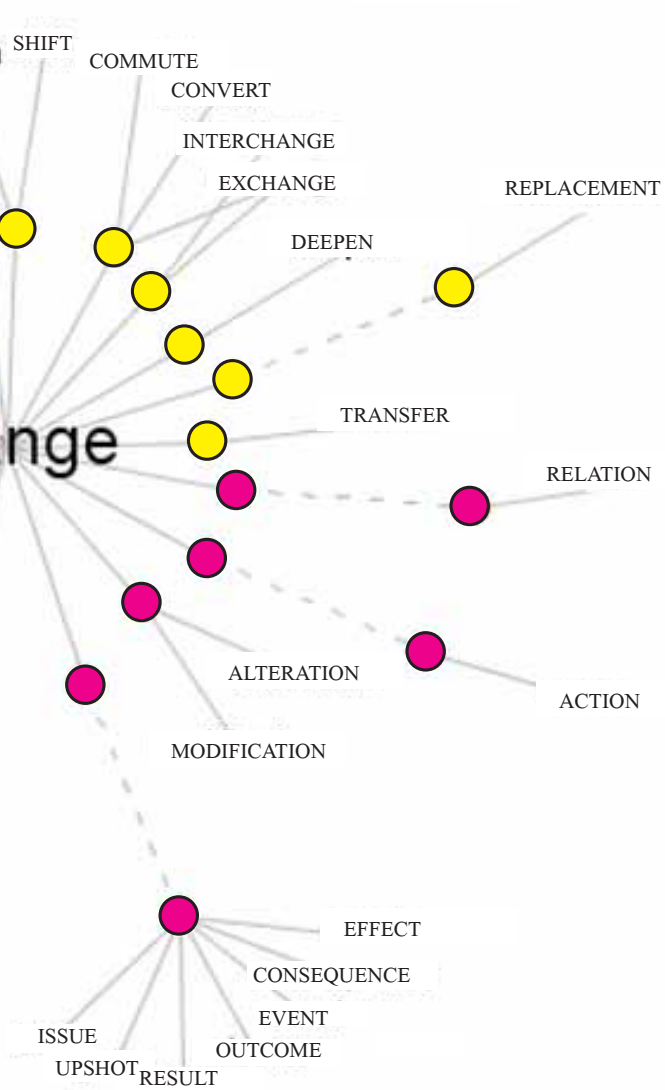 SHIFT
COMMUTE
CONVERT
INTERCHANGE
EXCHANGE
REPLACEMENT
DEEPEN
TRANSFER
nge
RELATION
ALTERATION
ACTION
MODIFICATION
EFFECT
CONSEQUENCE
EVENT
ISSUE
OUTCOME
UPSHOT
RESULT